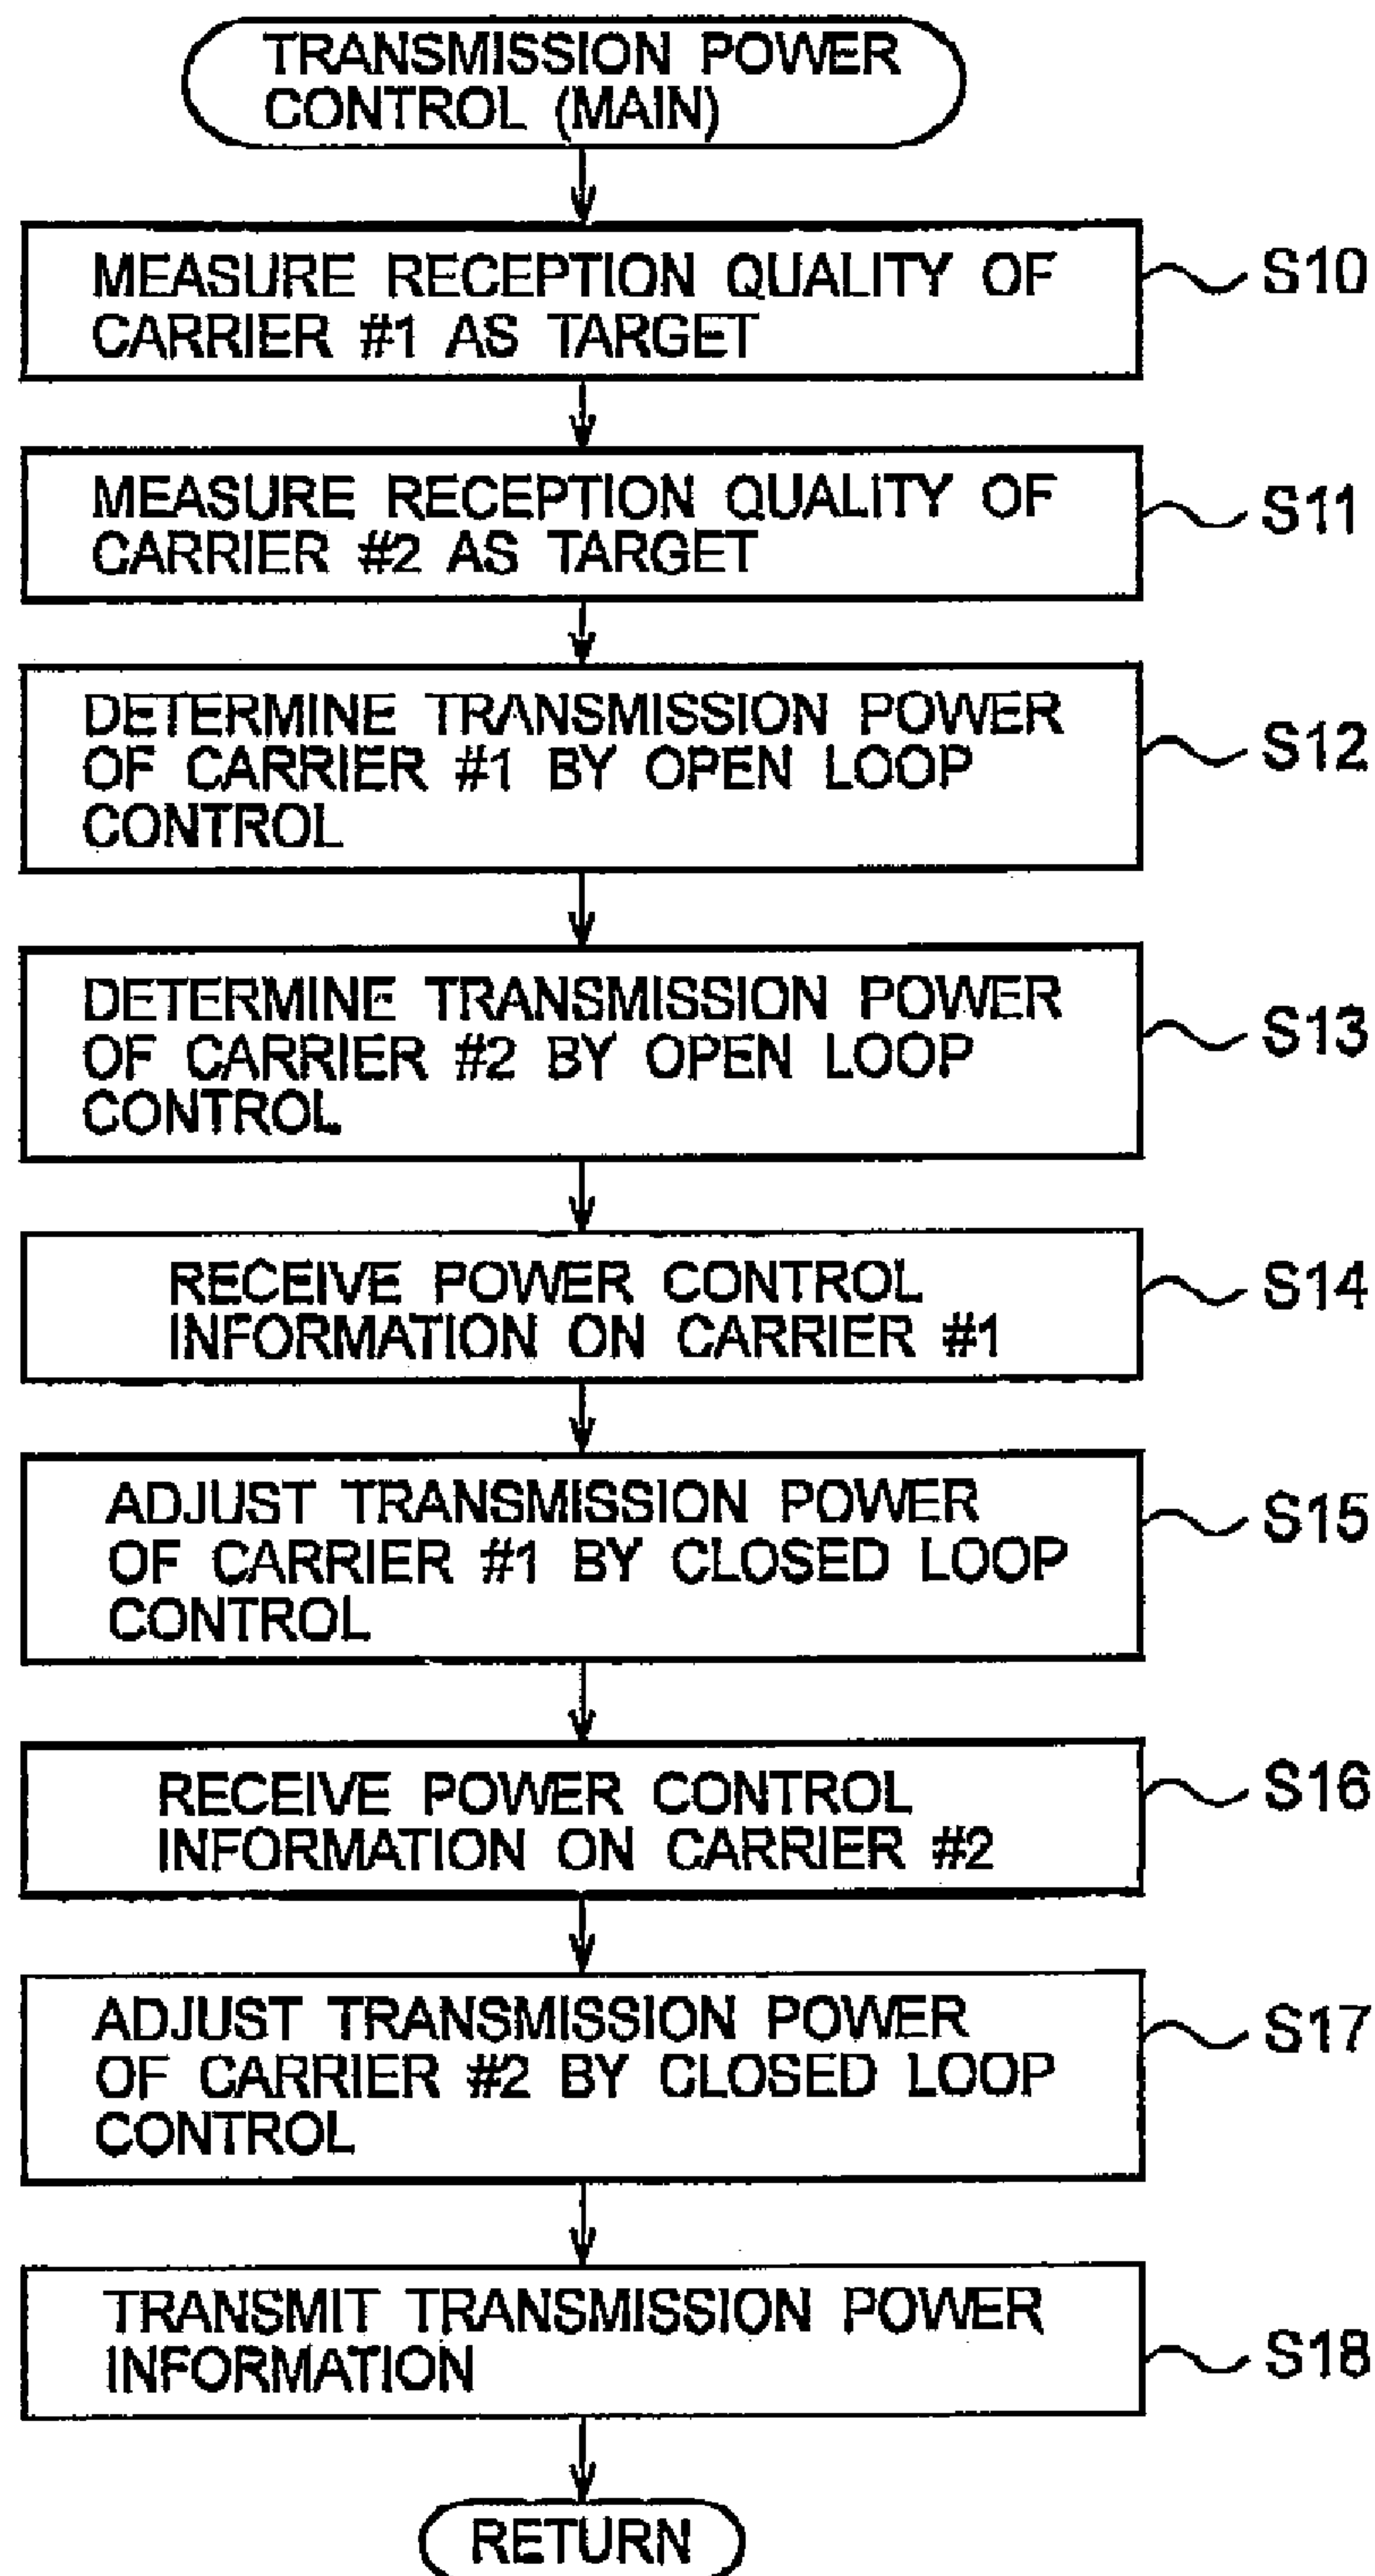 TRANSMISSION POWER
CONTROL (MAIN)
MEASURE RECEPTION QUALITY OF
CARRIER #1 AS TARGET
S10
MEASURE RECEPTION QUALITY OF
CARRIER #2 AS TARGET
S11
DETERMINE TRANSMISSION POWER
OF CARRIER #1 BY OPEN LOOP
CONTROL
S12
DETERMINE TRANSMISSION POWER
OF CARRIER #2 BY OPEN LOOP
CONTROL
S13
RECEIVE POWER CONTROL
INFORMATION ON CARRIER #1
S14
ADJUST TRANSMISSION POWER
OF CARRIER #1 BY CLOSED LOOP
CONTROL
S15
RECEIVE POWER CONTROL
INFORMATION ON CARRIER #2
S16
ADJUST TRANSMISSION POWER
OF CARRIER #2 BY CLOSED LOOP
CONTROL
S17
TRANSMIT TRANSMISSION POWER
INFORMATION
S18
RETURN